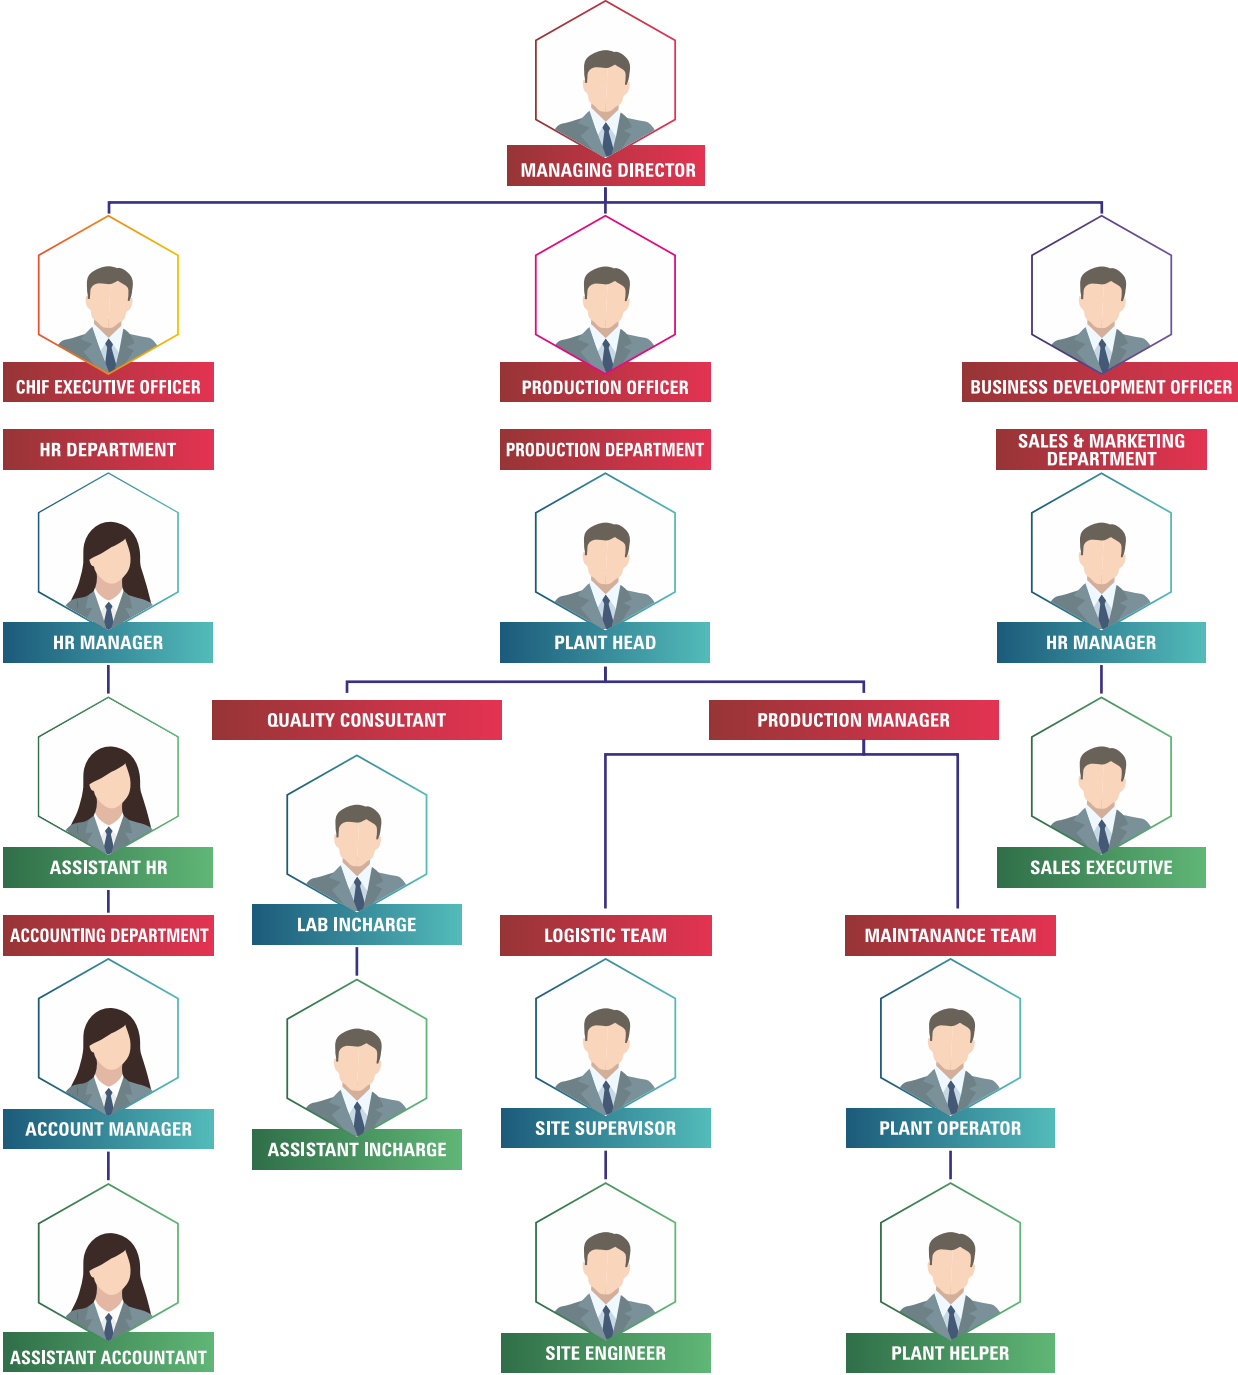 MANAGING DIRECTOR
CHIF EXECUTIVE OFFICER
PRODUCTION OFFICER
BUSINESS DEVELOPMENT OFFICER
HR DEPARTMENT
PRODUCTION DEPARTMENT
SALES & MARKETING
DEPARTMENT
HR MANAGER
PLANT HEAD
HR MANAGER
QUALITY CONSULTANT
PRODUCTION MANAGER
ASSISTANT HR
SALES EXECUTIVE
LAB INCHARGE
ACCOUNTING DEPARTMENT
LOGISTIC TEAM
MAINTANANCE TEAM
ACCOUNT MANAGER
SITE SUPERVISOR
PLANT OPERATOR
ASSISTANT INCHARGE
ASSISTANT ACCOUNTANT
SITE ENGINEER
PLANT HELPER